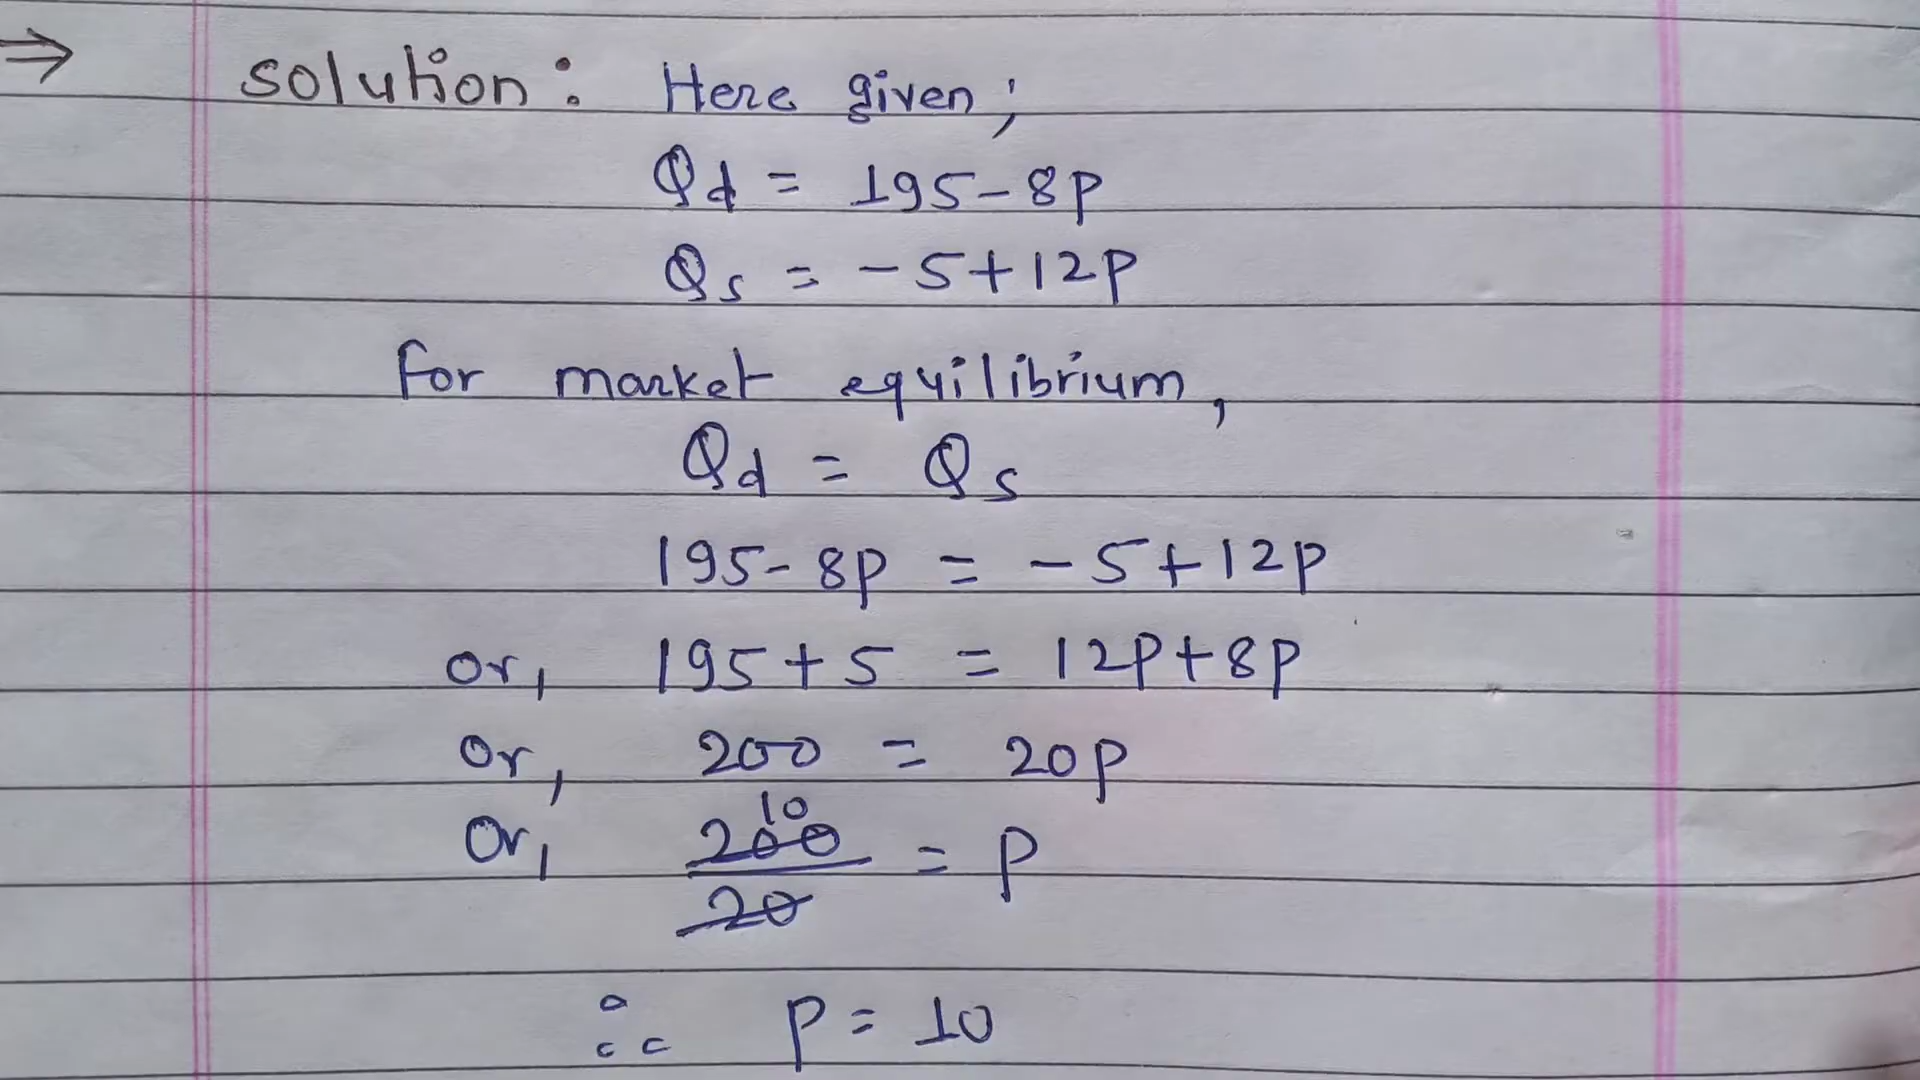 ⇒ Solution: Here given;
Qd = 195-8p
Qs = -5+12p
For market equilibrium,
Qd = Qs
195-8p = -5+12p
or, 195+5 = 12p+8p
or, 200 = 20p
or, 10
200/20 = p
∴ p = 10